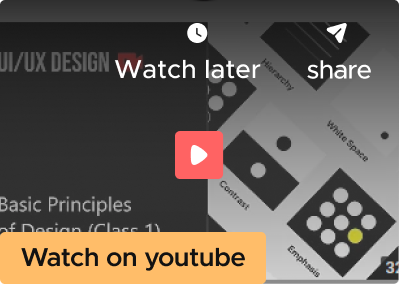 UI/UX DESIGN
Watch later
share
Hierarchy
White Space
Contrast
Basic Principles
of Design (Class 1)
Emphasis
32
Watch on youtube